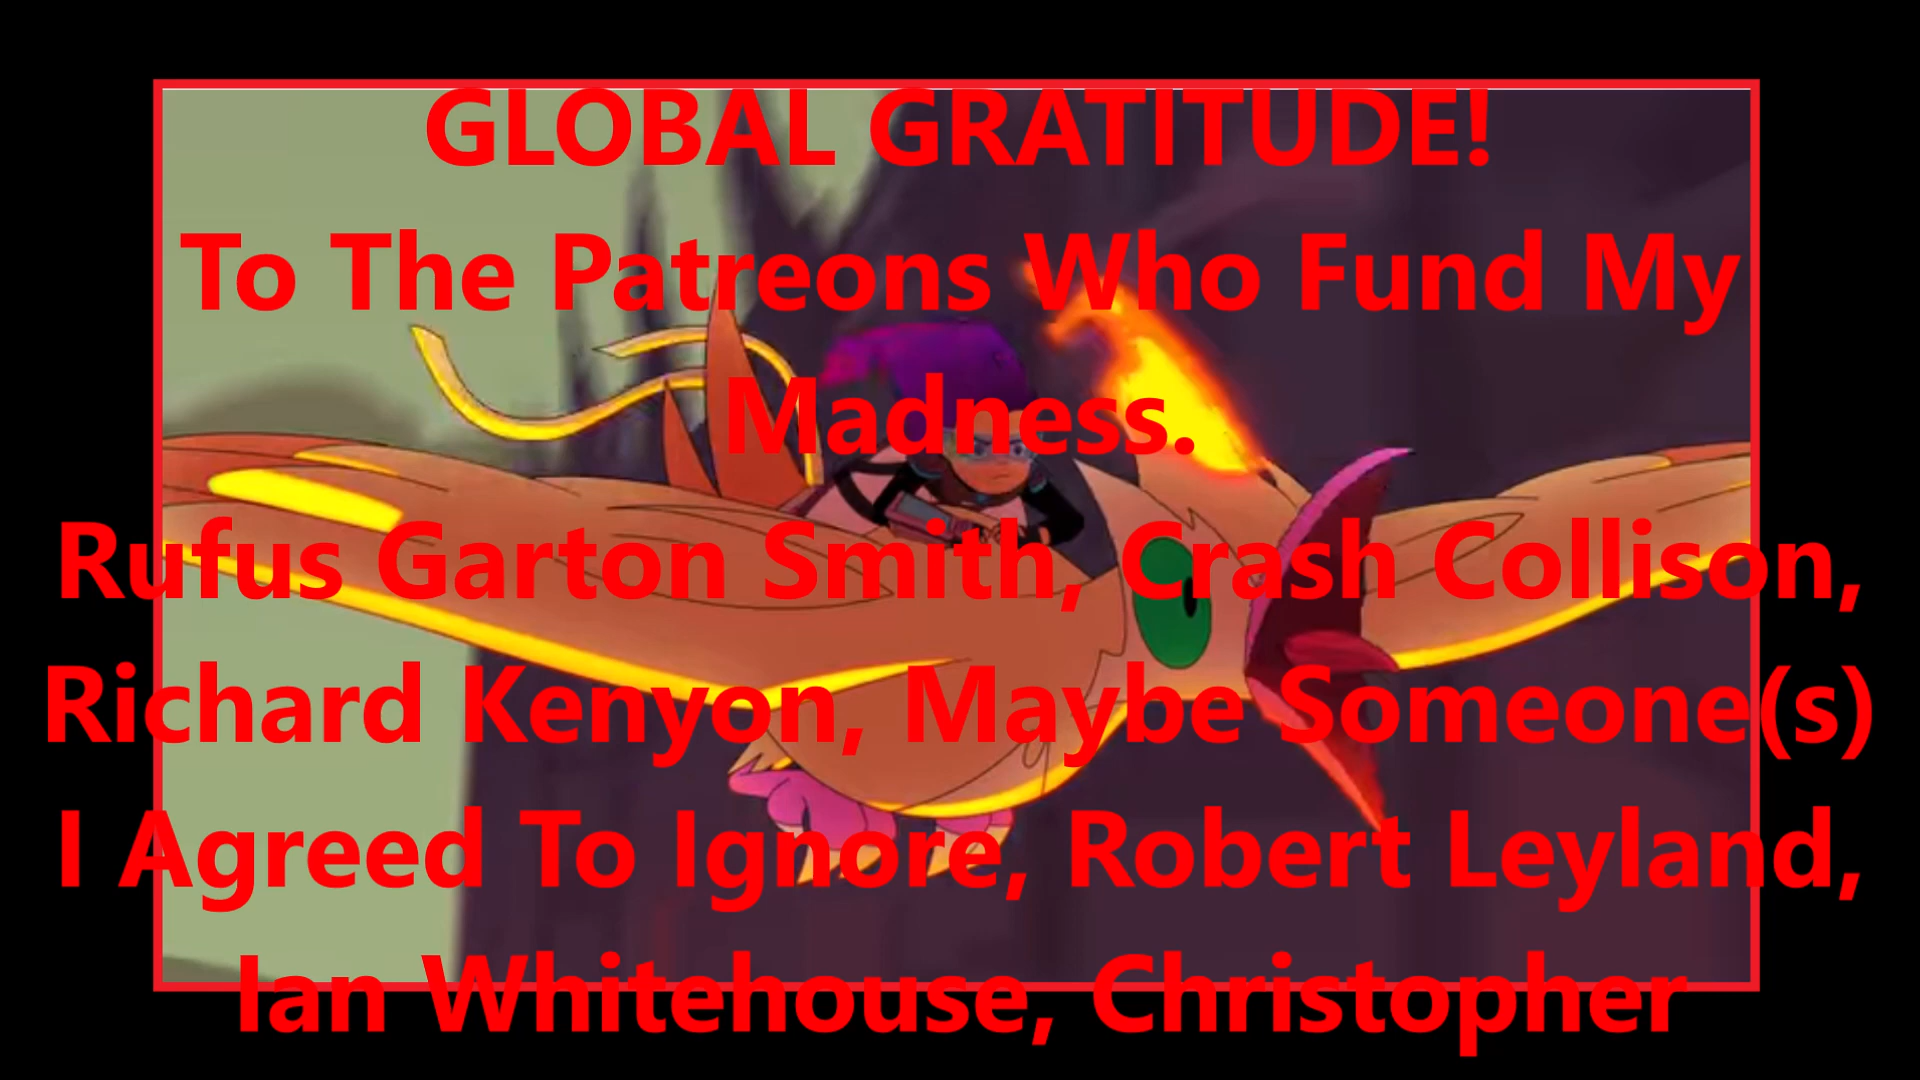 GLOBAL GRATITUDE!
To The Patreons Who Fund My
Madness.
Rufus Garton Smith, Crash Collison,
Richard Kenyon, Maybe Someone(s)
I Agreed To Ignore, Robert Leyland,
Ian Whitehouse, Christopher